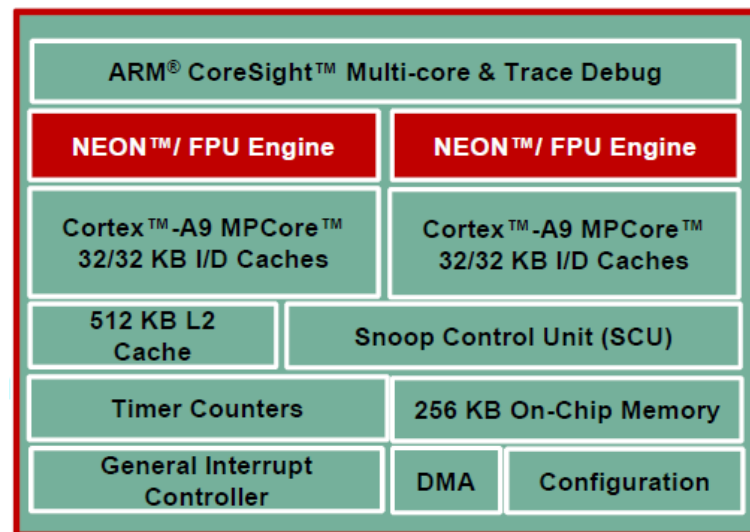 ARM® CoreSight™ Multi-core & Trace Debug
NEON™/ FPU Engine
NEON™/ FPU Engine
Cortex™-A9 MPCore™
32/32 KB I/D Caches
Cortex™-A9 MPCore™
32/32 KB I/D Caches
512 KB L2
Cache
Snoop Control Unit (SCU)
Timer Counters
256 KB On-Chip Memory
General Interrupt
Controller
DMA
Configuration